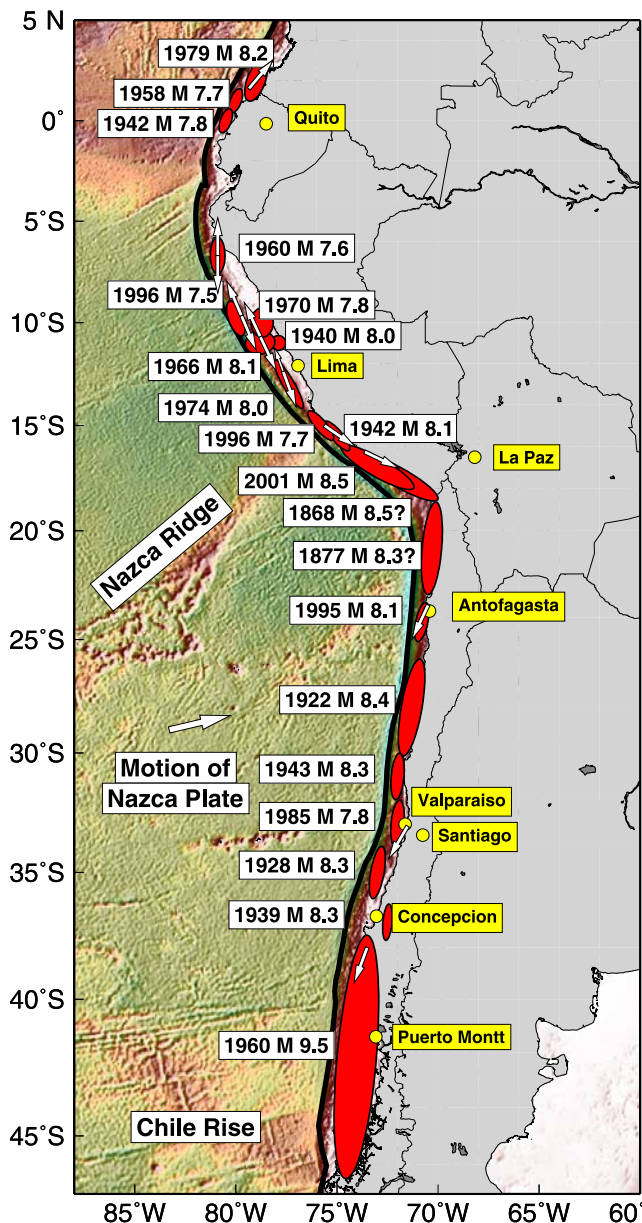 5 N
1979 M 8.2
1958 M 7.7
1942 M 7.8
Quito
0°
5°S
1960 M 7.6
1996 M 7.5
1970 M 7.8
10°S
1940 M 8.0
1966 M 8.1
Lima
1974 M 8.0
15°S
1942 M 8.1
1996 M 7.7
La Paz
2001 M 8.5
1868 M 8.5?
20°S
Nazca Ridge
1877 M 8.3?
1995 M 8.1
Antofagasta
25°S
1922 M 8.4
30°S
Motion of
Nazca Plate
1943 M 8.3
Valparaiso
1985 M 7.8
Santiago
35°S
1928 M 8.3
1939 M 8.3
Concepcion
40°S
1960 M 9.5
Puerto Montt
Chile Rise
45°S
85°W
80°W
75°W
70°W
65°W
60°